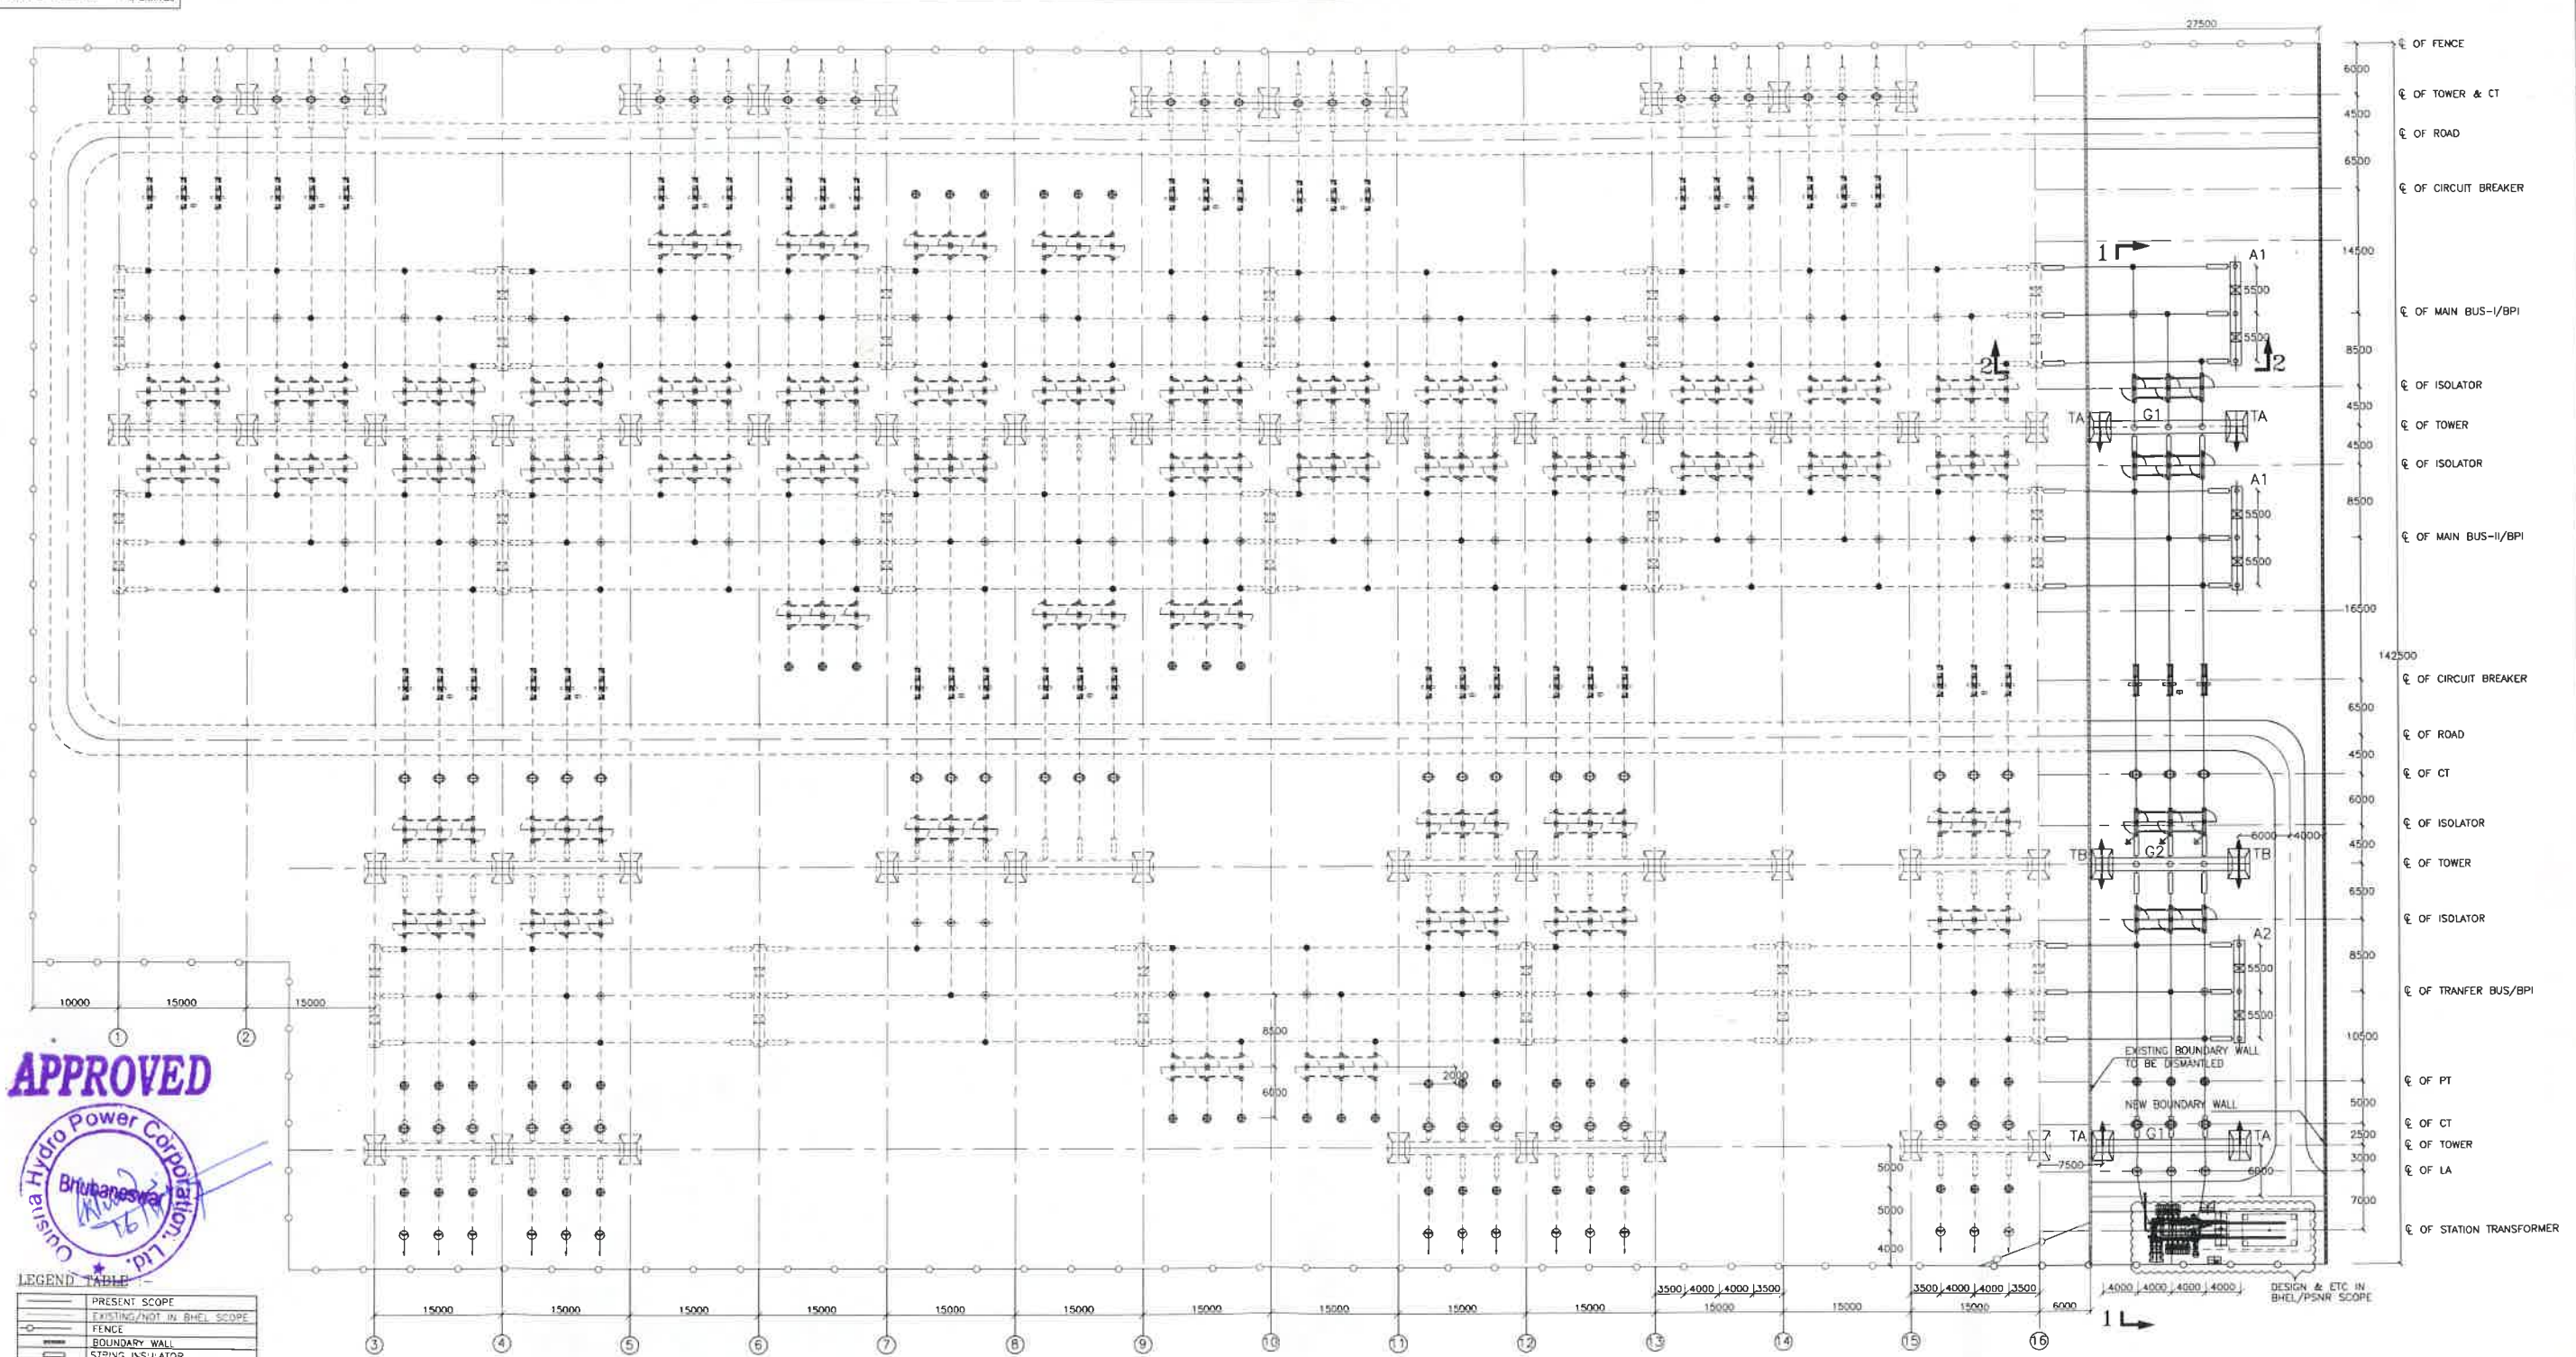 27500
₵ OF FENCE
6000
₵ OF TOWER & CT
4500
₵ OF ROAD
6500
₵ OF CIRCUIT BREAKER
14500
1
A1
5500
₵ OF MAIN BUS-I/BPI
5500
8500
2
2
₵ OF ISOLATOR
4500
TA
G1
TA
₵ OF TOWER
4500
₵ OF ISOLATOR
A1
8500
5500
₵ OF MAIN BUS-II/BPI
5500
16500
142500
₵ OF CIRCUIT BREAKER
6500
₵ OF ROAD
4500
₵ OF CT
6000
₵ OF ISOLATOR
6000
4000
4500
TB
G2
TB
₵ OF TOWER
6500
₵ OF ISOLATOR
A2
8500
5500
₵ OF TRANFER BUS/BPI
5500
10000
15000
15000
8500
10500
1
2
EXISTING BOUNDARY WALL
TO BE DISMANTLED
2000
6000
₵ OF PT
NEW BOUNDARY WALL
5000
₵ OF CT
2500
TA
G1
TA
₵ OF TOWER
3000
5000
7500
6000
₵ OF LA
7000
5000
₵ OF STATION TRANSFORMER
4000
APPROVED
Odisha Hydro Power Corporation. Ltd.
Bhubaneswar
LEGEND TABLE :-
PRESENT SCOPE
EXISTING/NOT IN BHEL SCOPE
FENCE
BOUNDARY WALL
STRING INSULATOR
3500 4000 4000 3500
3500 4000 4000 3500
4000 4000 4000 4000
DESIGN & ETC IN
BHEL/PSNR SCOPE
15000 15000 15000 15000 15000 15000 15000 15000 15000 15000 15000 15000 15000 6000
1
3 4 5 6 7 8 9 10 11 12 13 14 15 16